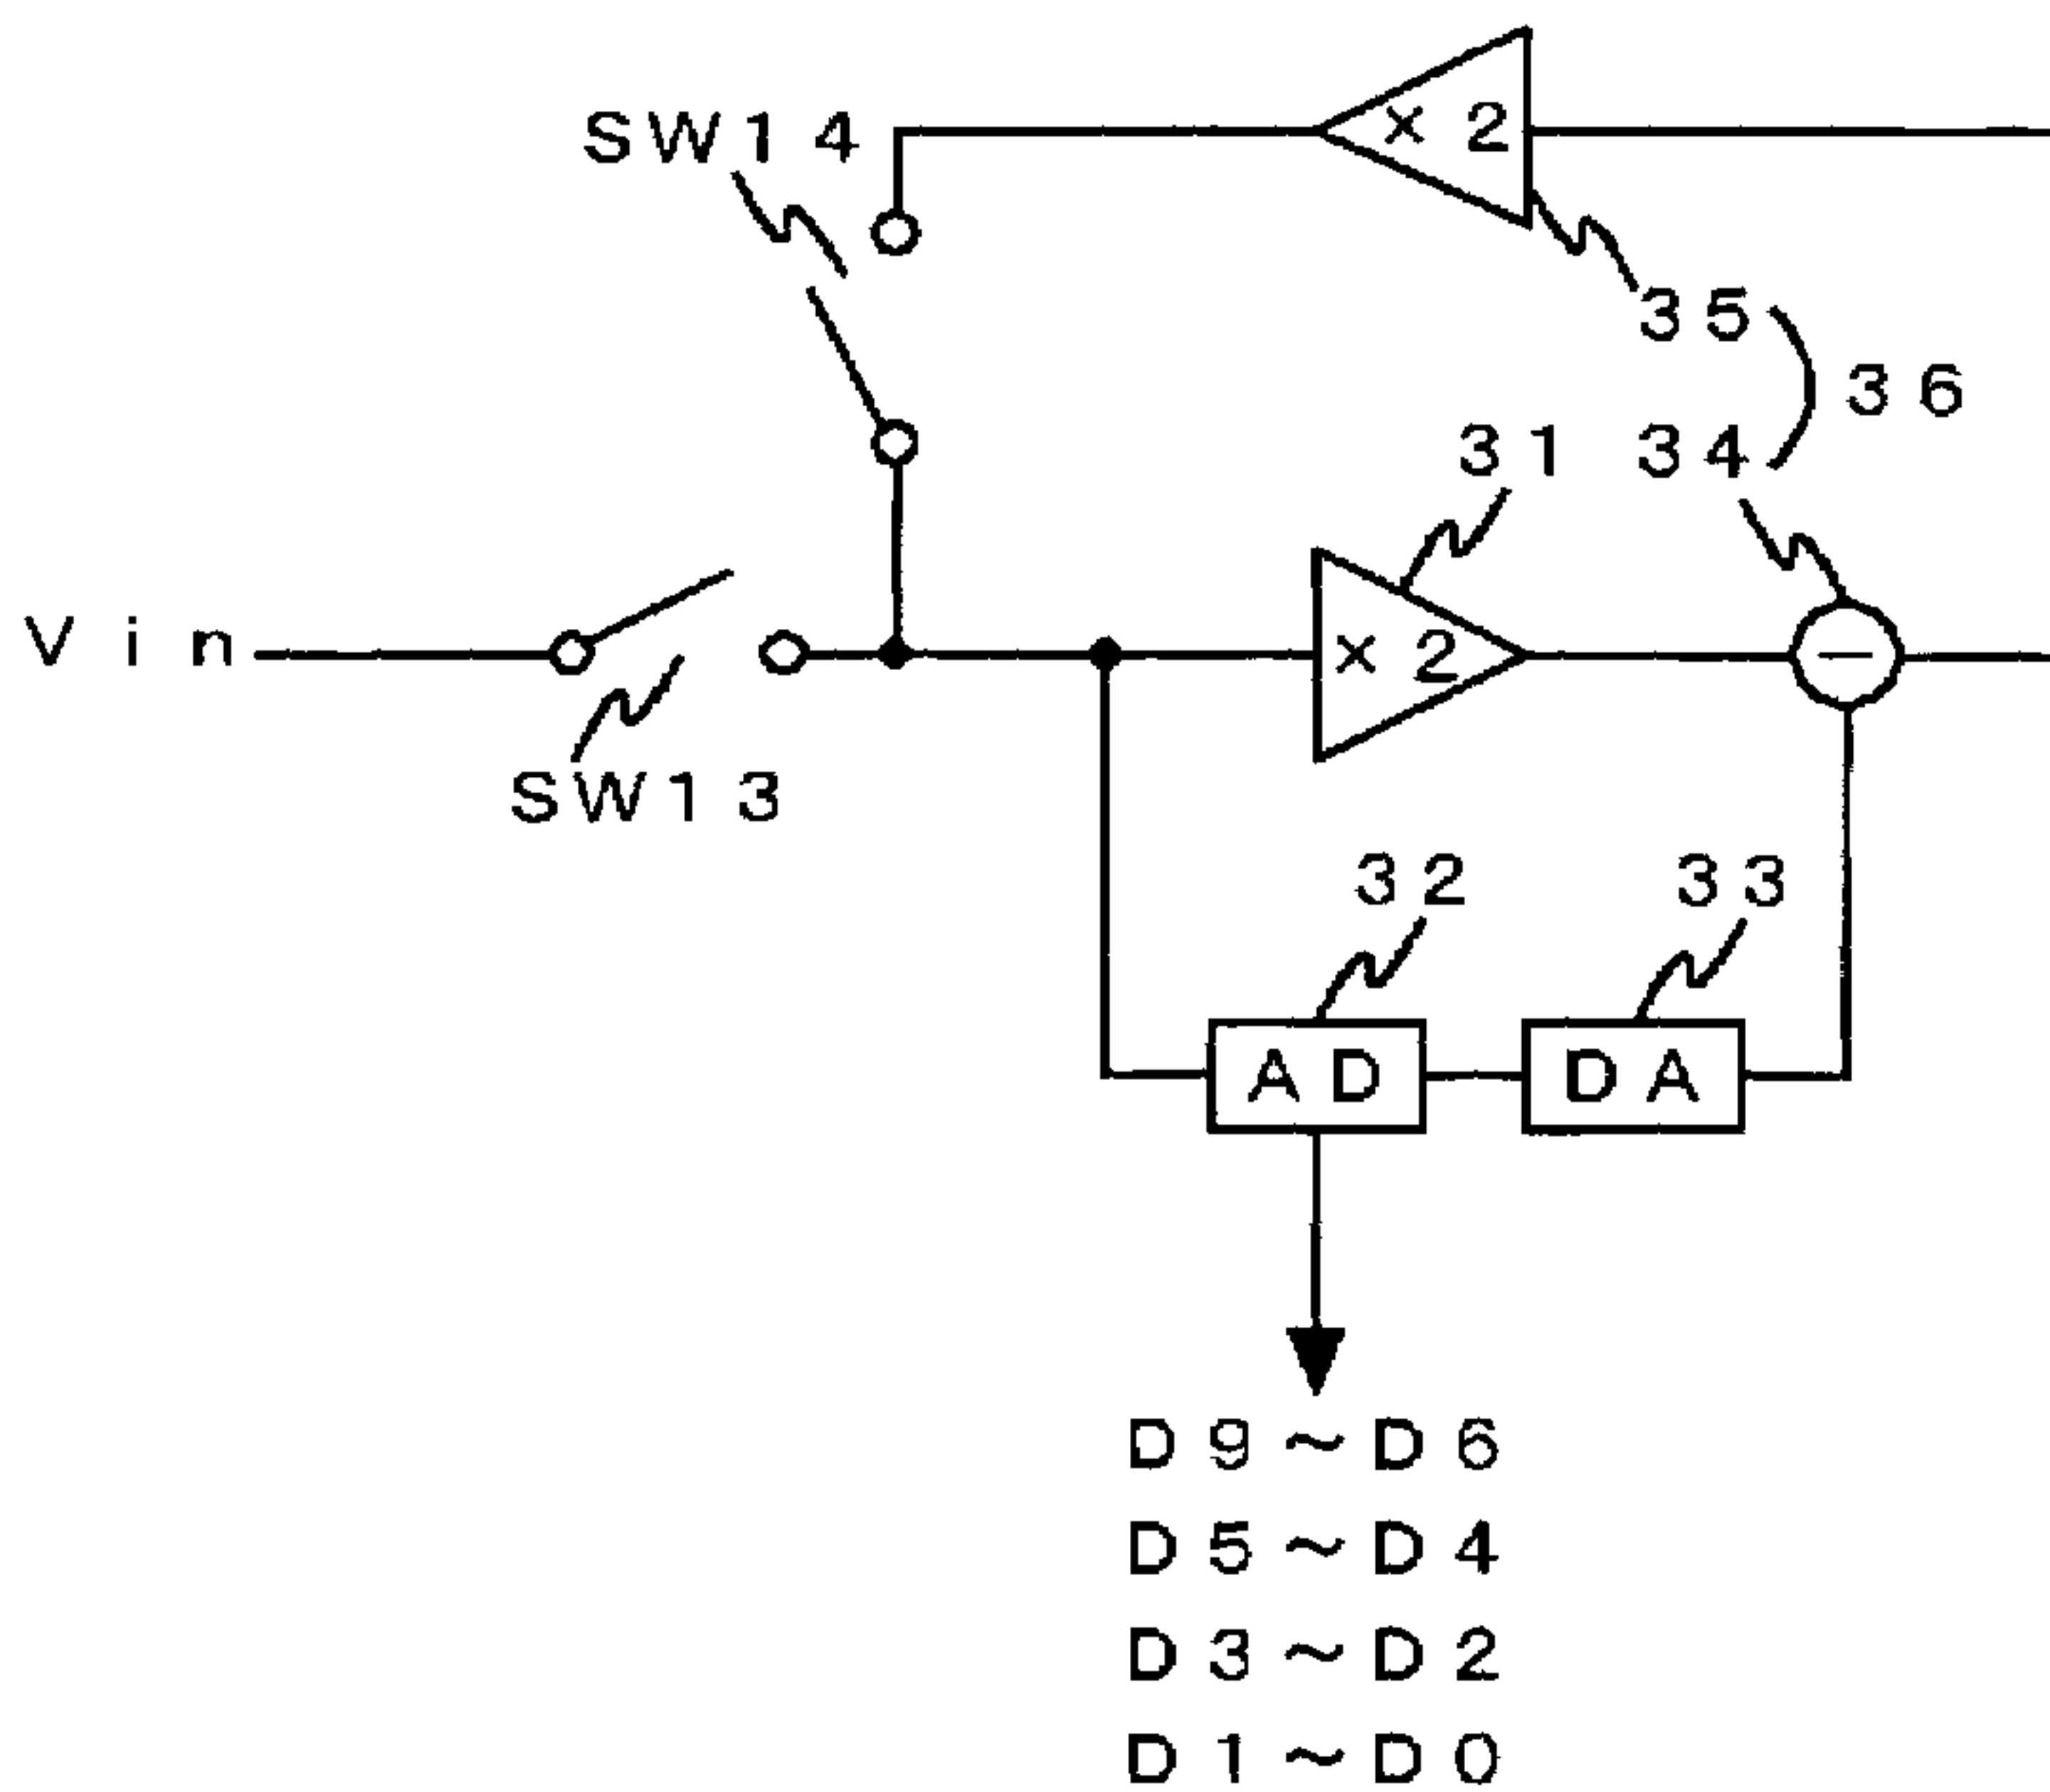 SW14
×2
35
36
31 34
Vin
×2
−
SW13
32 33
AD DA
D9~D6
D5~D4
D3~D2
D1~D0